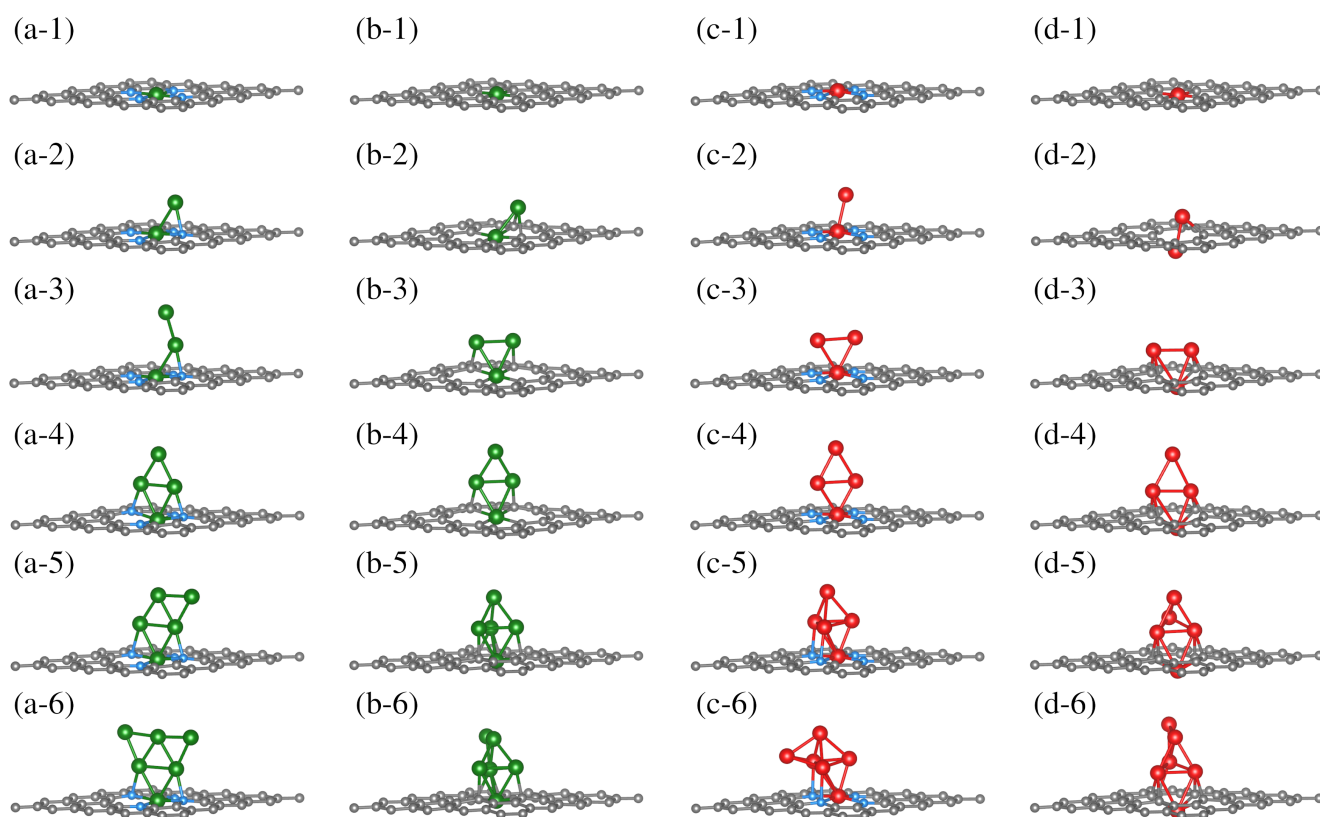 (a-1) (b-1) (c-1) (d-1)
(a-2) (b-2) (c-2) (d-2)
(a-3) (b-3) (c-3) (d-3)
(a-4) (b-4) (c-4) (d-4)
(a-5) (b-5) (c-5) (d-5)
(a-6) (b-6) (c-6) (d-6)